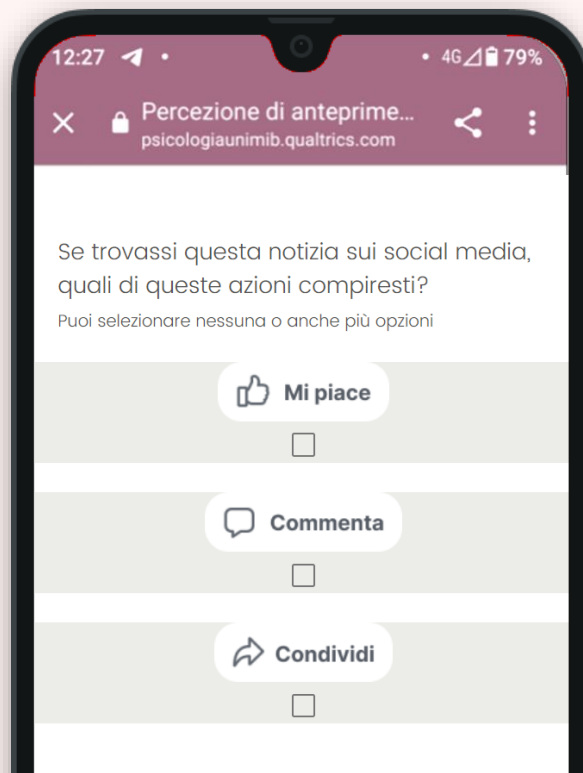 12:27
4G 79%
Percezione di anteprime...
psicologiaunimib.qualtrics.com
Se trovassi questa notizia sui social media,
quali di queste azioni compiresti?
Puoi selezionare nessuna o anche più opzioni
Mi piace
Commenta
Condividi